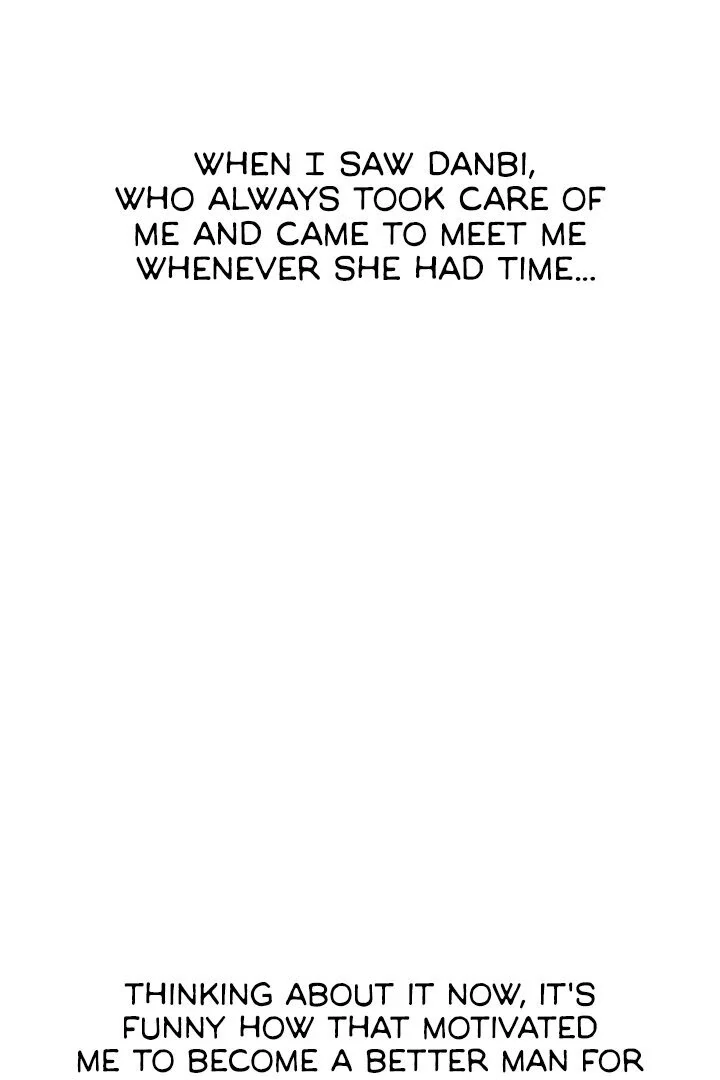 WHEN I SAW DANBI,
WHO ALWAYS TOOK CARE OF
ME AND CAME TO MEET ME
WHENEVER SHE HAD TIME...
THINKING ABOUT IT NOW, IT'S
FUNNY HOW THAT MOTIVATED
ME TO BECOME A BETTER MAN FOR